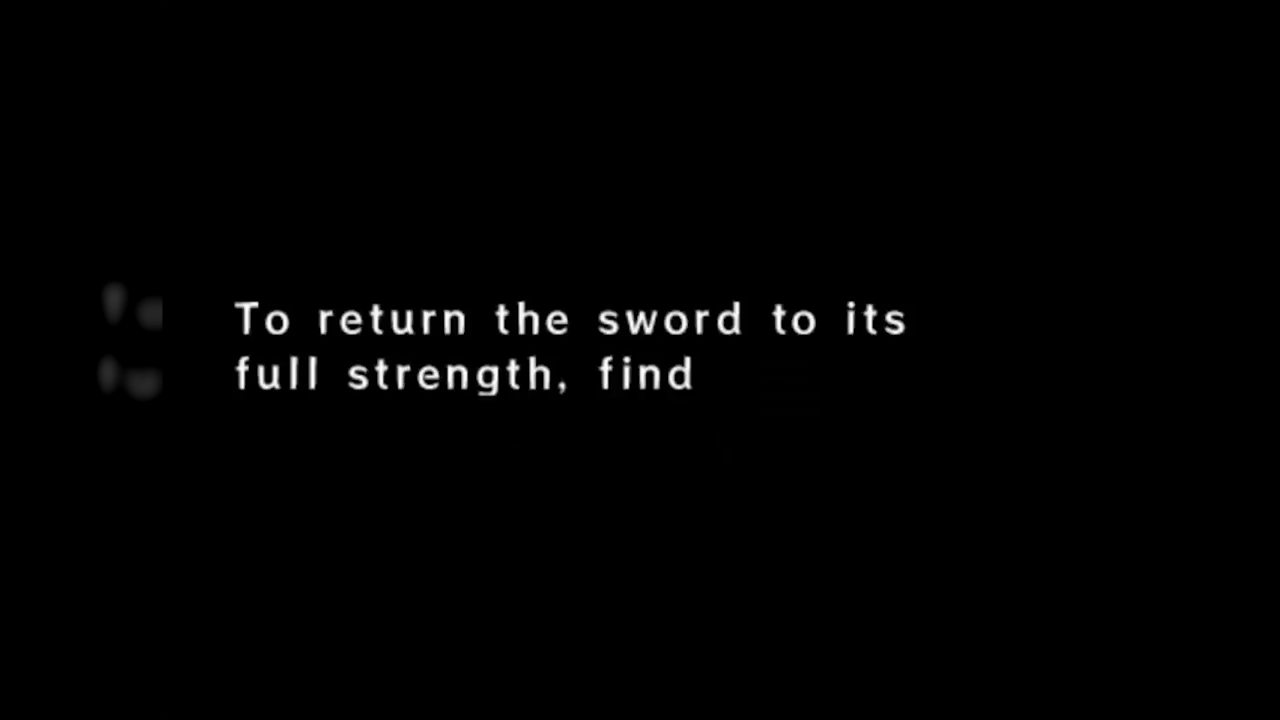 To return the sword to its
full strength, find